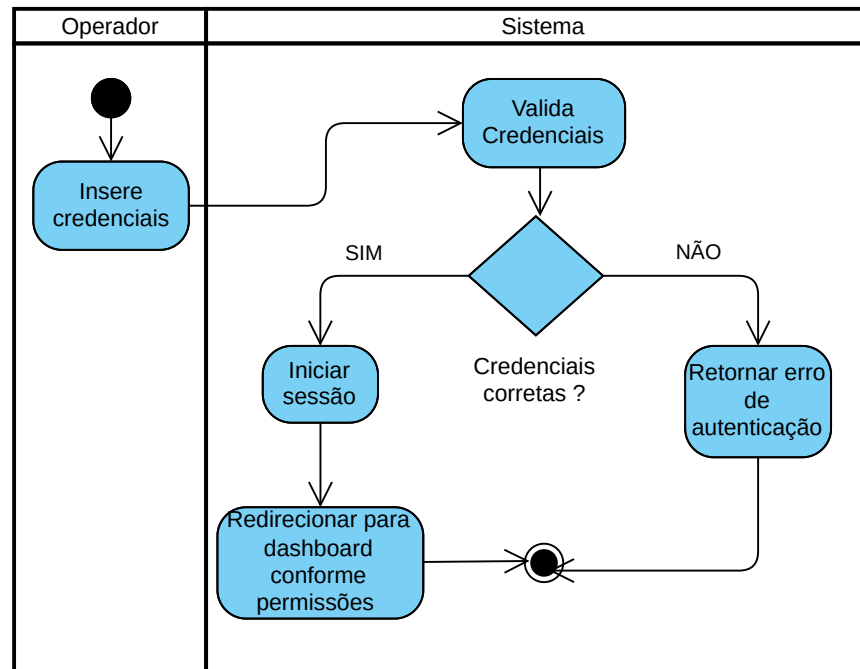 Operador
Sistema
Valida
Credenciais
Insere
credenciais
SIM
NÃO
Credenciais
corretas ?
Iniciar
sessão
Retornar erro
de
autenticação
Redirecionar para
dashboard
conforme
permissões